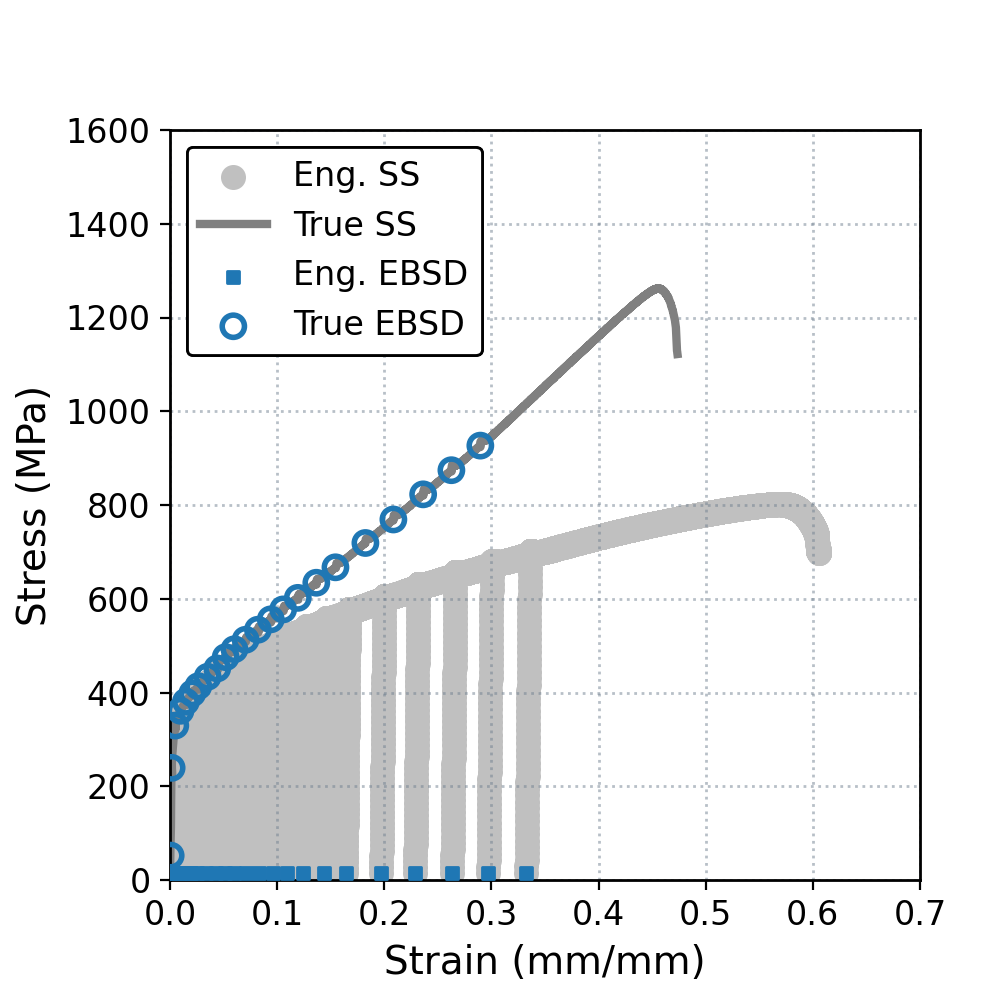 1600
1400
1200
1000
800
600
400
200
0
Stress (MPa)
Eng. SS
True SS
Eng. EBSD
True EBSD
0.0 0.1 0.2 0.3 0.4 0.5 0.6 0.7
Strain (mm/mm)